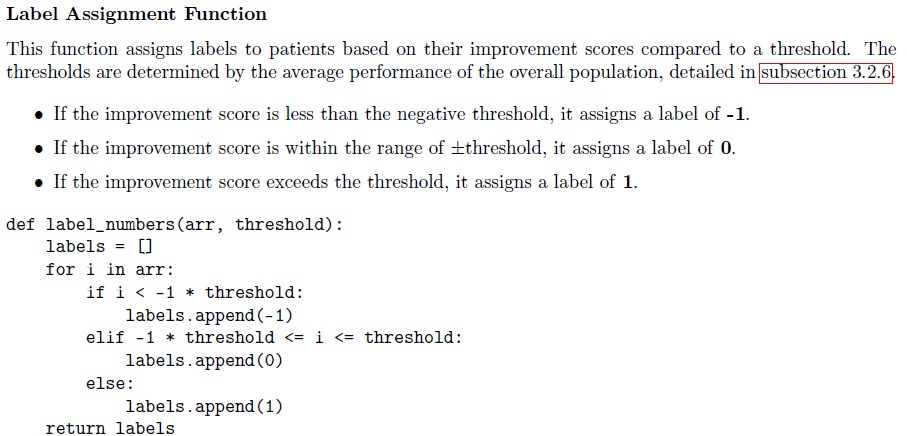 Label Assignment Function
This function assigns labels to patients based on their improvement scores compared to a threshold. The
thresholds are determined by the average performance of the overall population, detailed in subsection 3.2.6.
• If the improvement score is less than the negative threshold, it assigns a label of -1.
• If the improvement score is within the range of ±threshold, it assigns a label of 0.
• If the improvement score exceeds the threshold, it assigns a label of 1.
def label_numbers(arr, threshold):
    labels = []
    for i in arr:
        if i < -1 * threshold:
            labels.append(-1)
        elif -1 * threshold <= i <= threshold:
            labels.append(0)
        else:
            labels.append(1)
    return labels